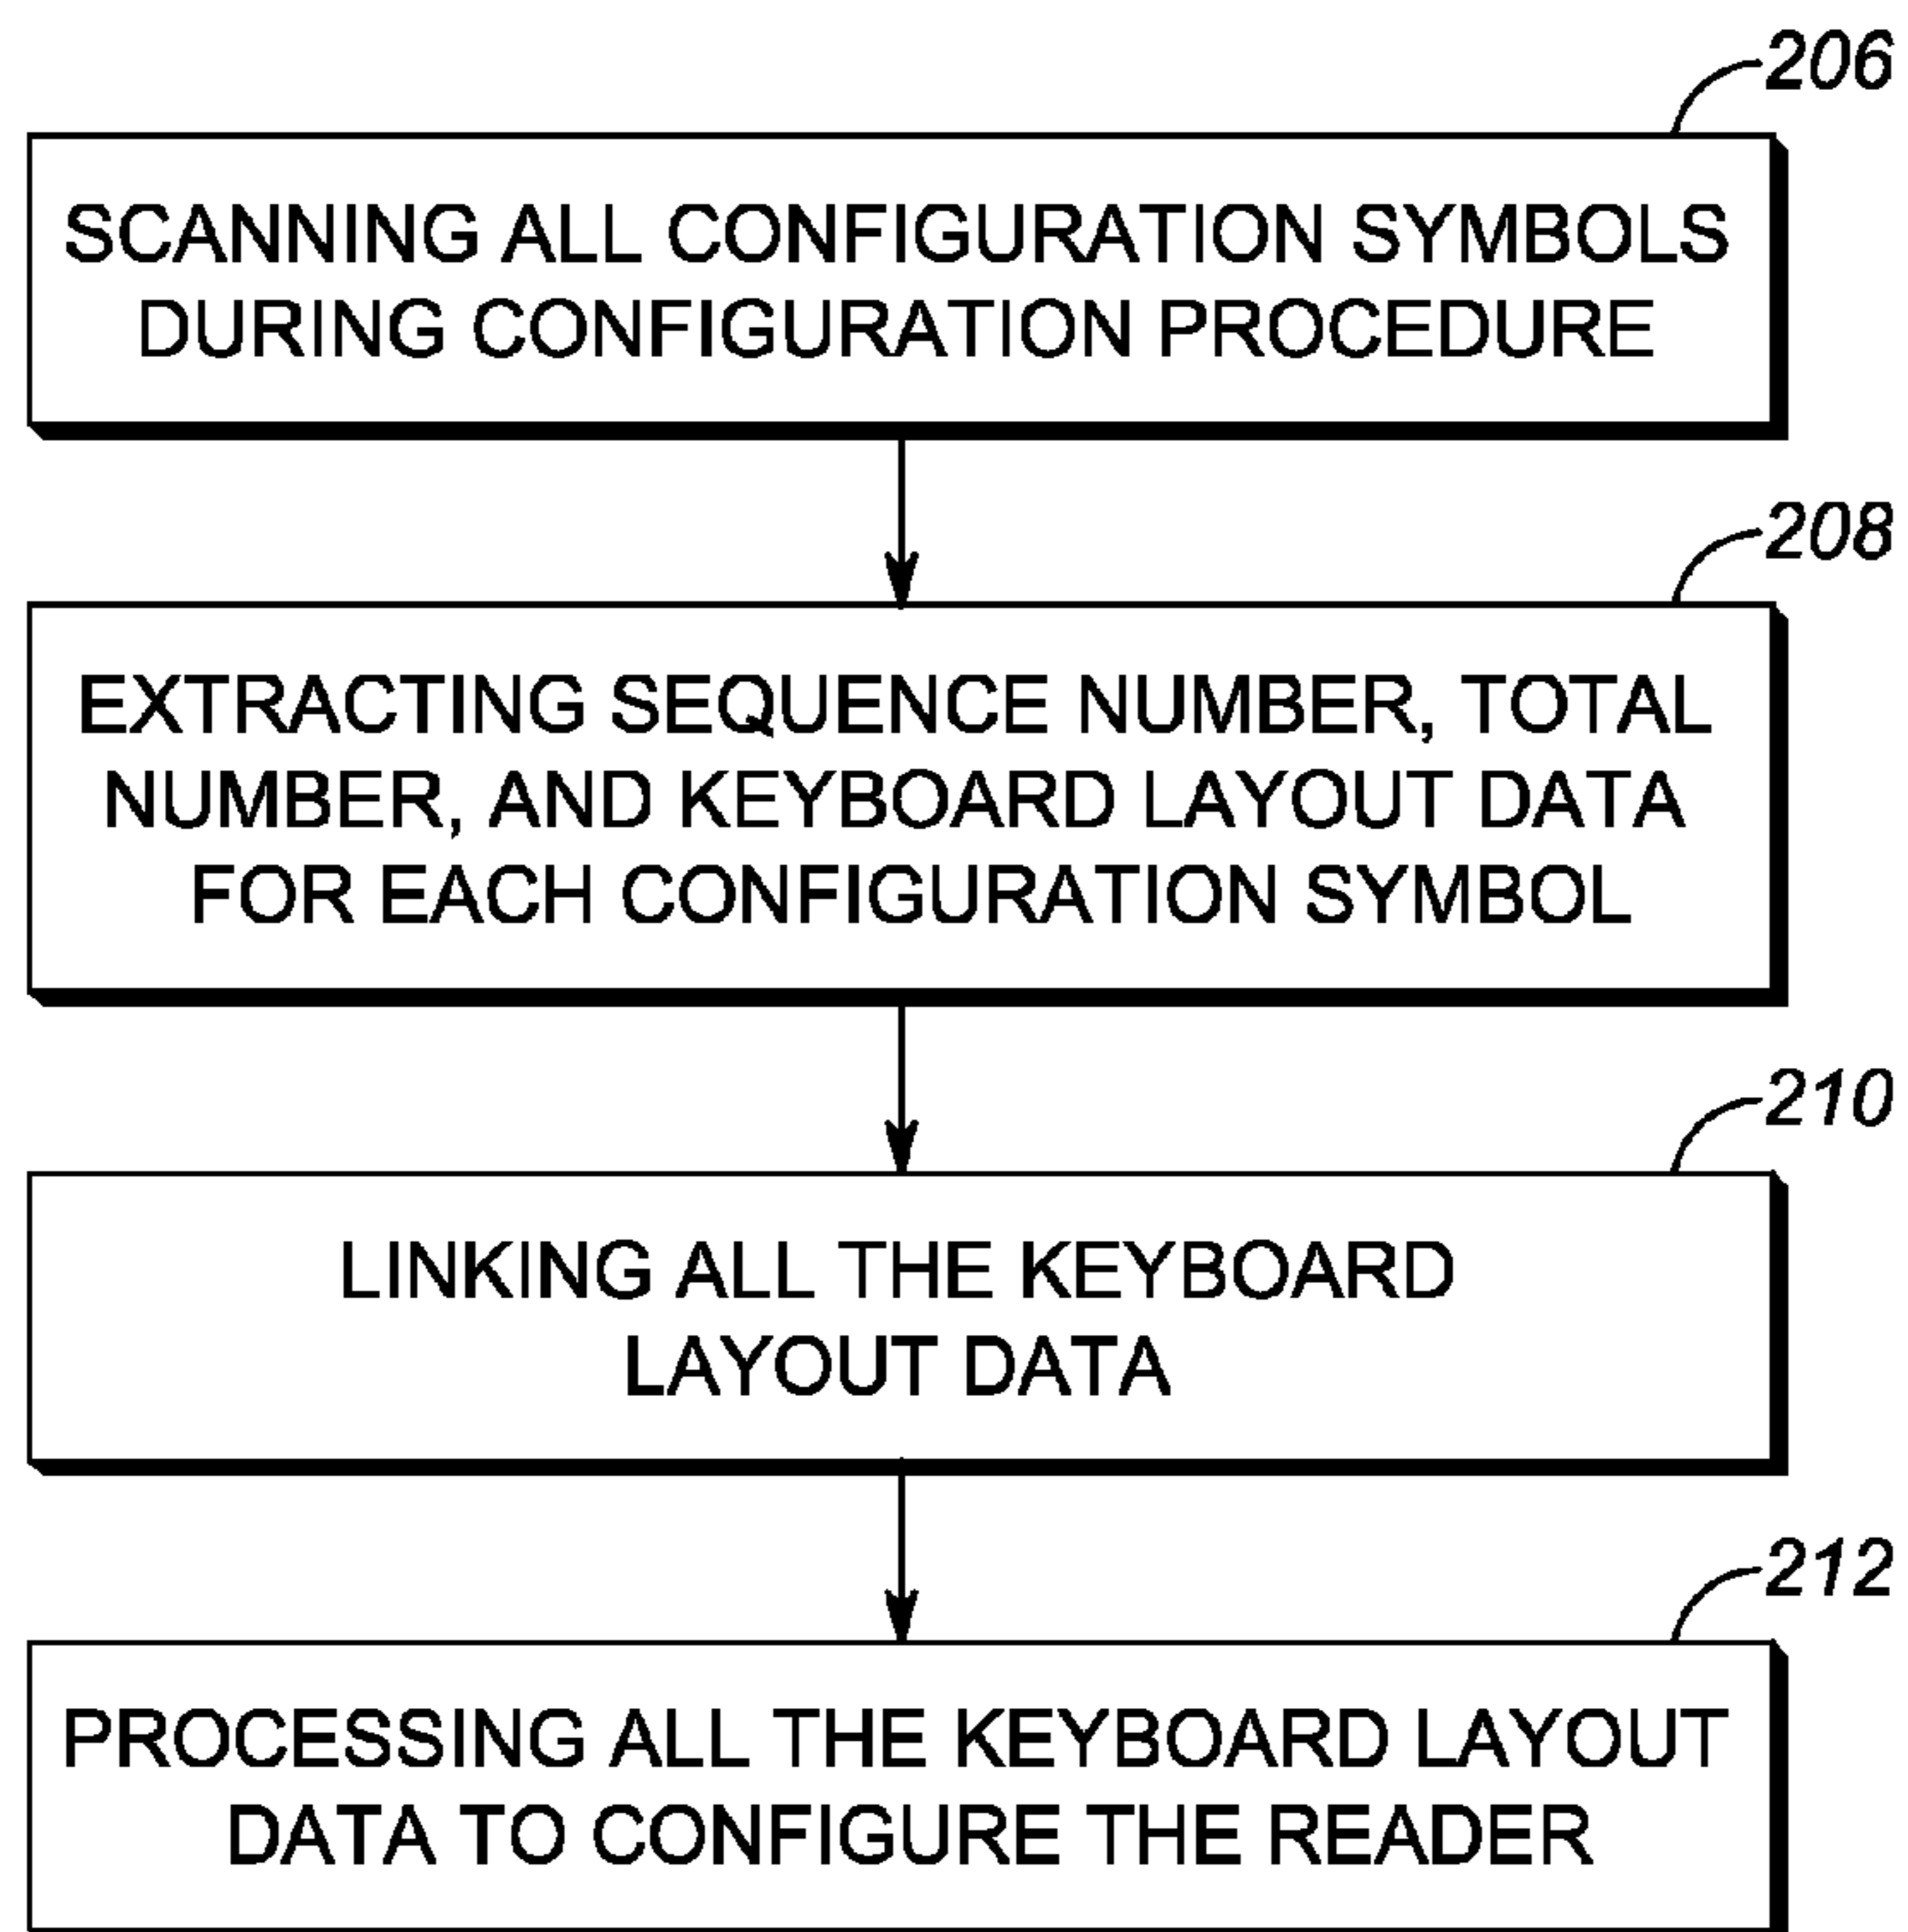 206
SCANNING ALL CONFIGURATION SYMBOLS
DURING CONFIGURATION PROCEDURE
208
EXTRACTING SEQUENCE NUMBER, TOTAL
NUMBER, AND KEYBOARD LAYOUT DATA
FOR EACH CONFIGURATION SYMBOL
210
LINKING ALL THE KEYBOARD
LAYOUT DATA
212
PROCESSING ALL THE KEYBOARD LAYOUT
DATA TO CONFIGURE THE READER